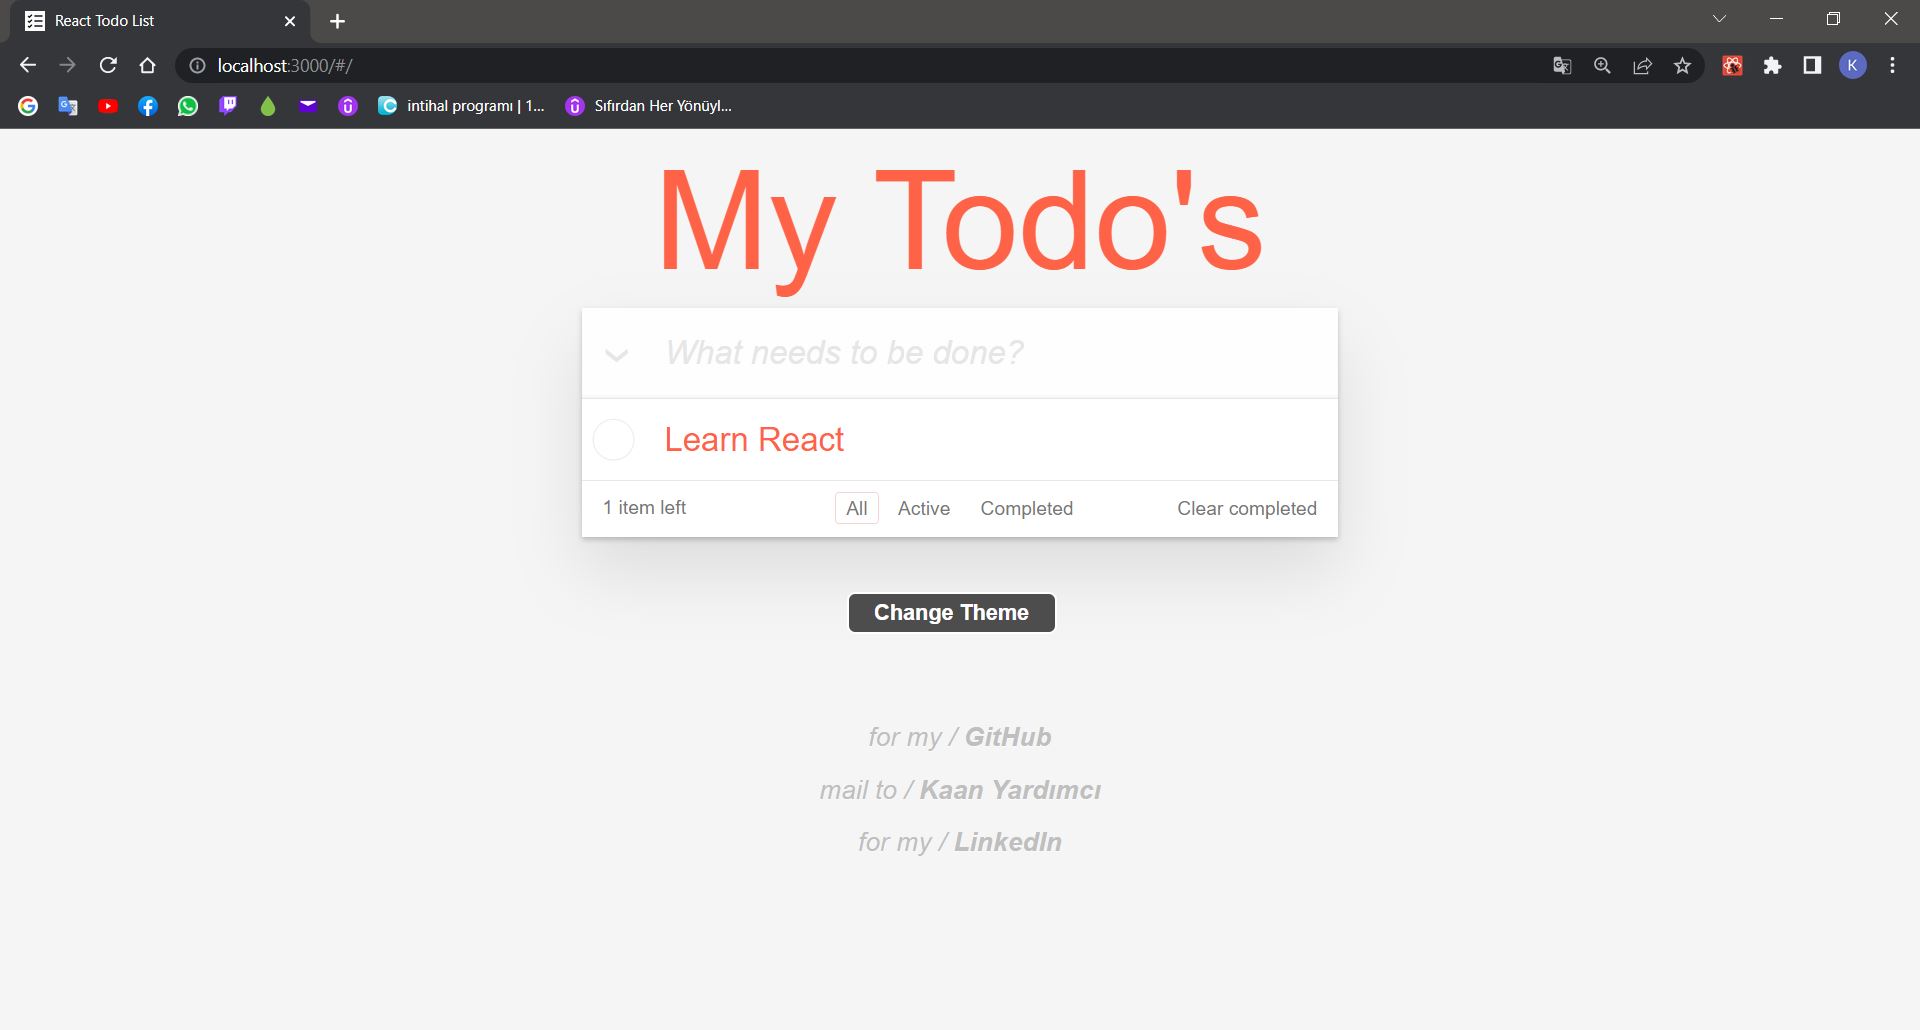 React Todo List
localhost:3000/#/
K
intihal programı | 1...
Sıfırdan Her Yönüyl...
My Todo's
What needs to be done?
Learn React
1 item left
All
Active
Completed
Clear completed
Change Theme
for my / GitHub
mail to / Kaan Yardımcı
for my / LinkedIn